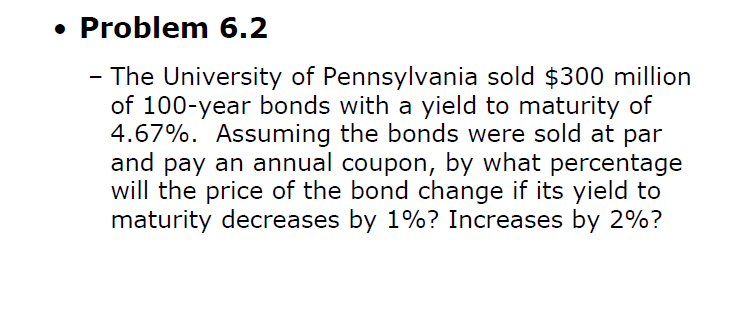 • Problem 6.2
– The University of Pennsylvania sold $300 million
of 100-year bonds with a yield to maturity of
4.67%.  Assuming the bonds were sold at par
and pay an annual coupon, by what percentage
will the price of the bond change if its yield to
maturity decreases by 1%? Increases by 2%?